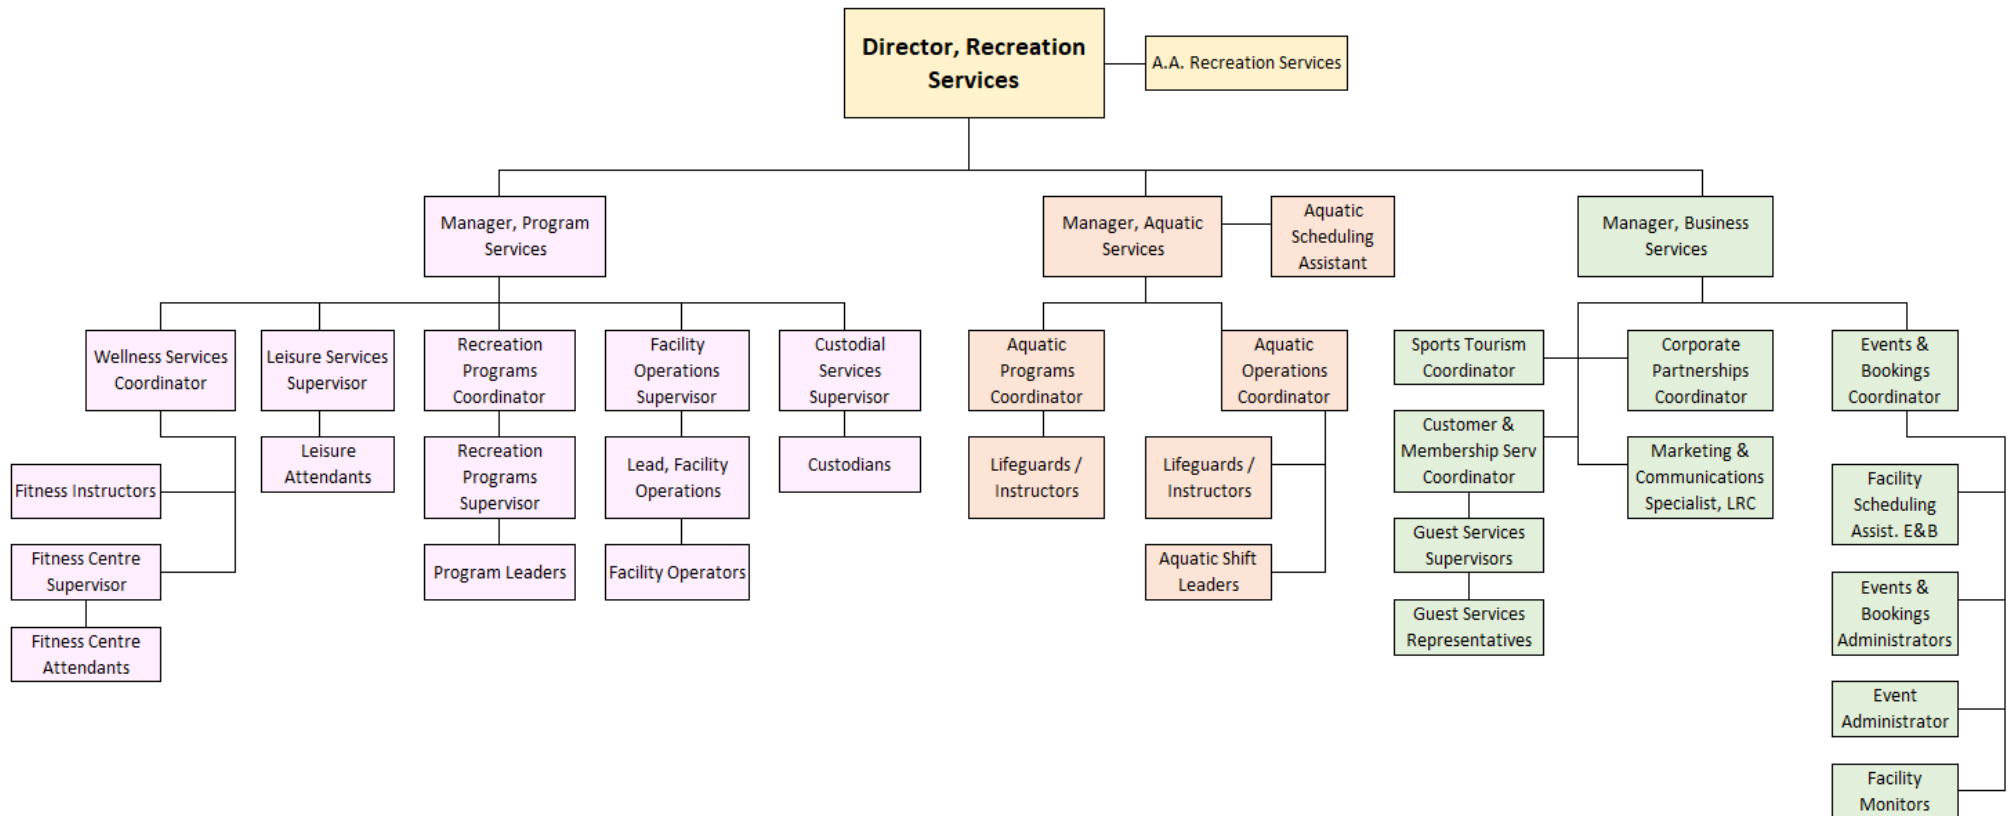 Director, Recreation
Services
A.A. Recreation Services
Manager, Program
Services
Manager, Aquatic
Services
Aquatic
Scheduling
Assistant
Manager, Business
Services
Wellness Services
Coordinator
Leisure Services
Supervisor
Recreation
Programs
Coordinator
Facility
Operations
Supervisor
Custodial
Services
Supervisor
Aquatic
Programs
Coordinator
Aquatic
Operations
Coordinator
Sports Tourism
Coordinator
Corporate
Partnerships
Coordinator
Events &
Bookings
Coordinator
Fitness Instructors
Leisure
Attendants
Recreation
Programs
Supervisor
Lead, Facility
Operations
Custodians
Lifeguards /
Instructors
Lifeguards /
Instructors
Customer &
Membership Serv
Coordinator
Marketing &
Communications
Specialist, LRC
Facility
Scheduling
Assist. E&B
Fitness Centre
Supervisor
Program Leaders
Facility Operators
Aquatic Shift
Leaders
Guest Services
Supervisors
Events &
Bookings
Administrators
Fitness Centre
Attendants
Guest Services
Representatives
Event
Administrator
Facility
Monitors